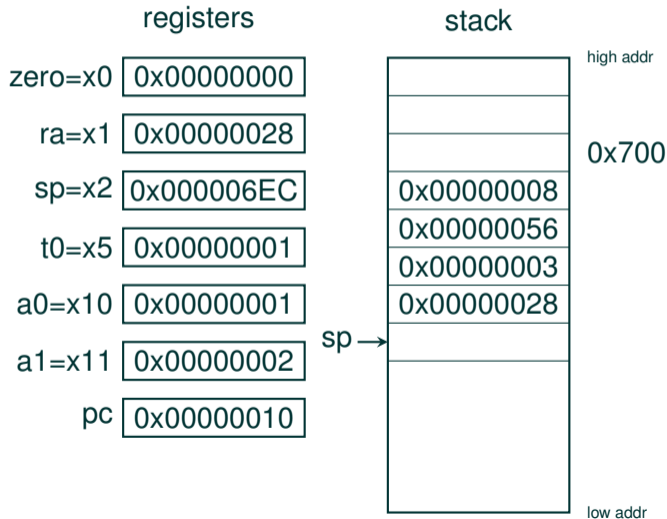 registers
zero=x0 0x00000000
ra=x1 0x00000028
sp=x2 0x000006EC
t0=x5 0x00000001
a0=x10 0x00000001
a1=x11 0x00000002
pc 0x00000010
stack
high addr
0x700
0x00000008
0x00000056
0x00000003
0x00000028
sp
low addr